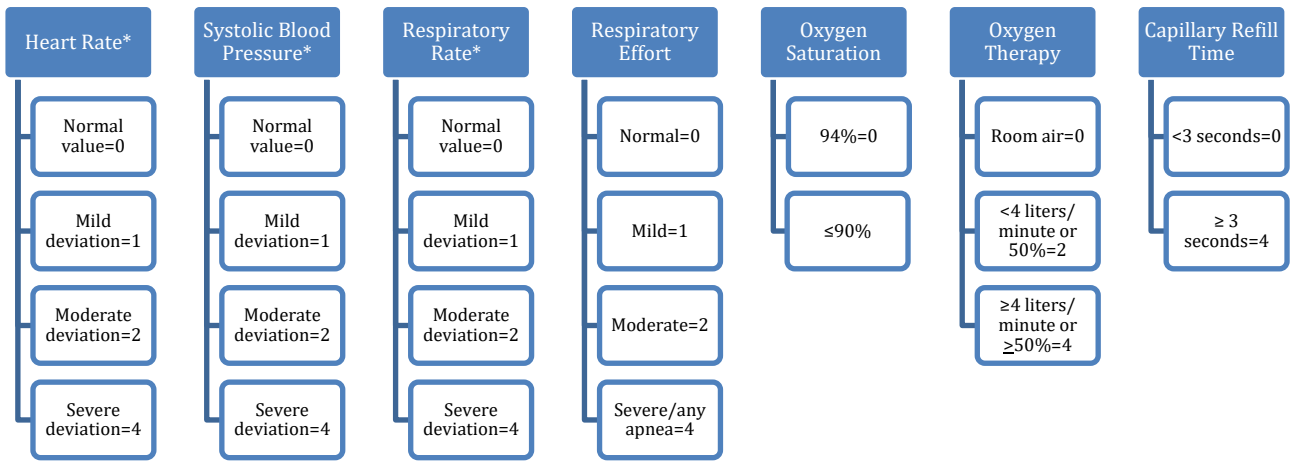 Heart Rate*
Normal
value=0
Mild
deviation=1
Moderate
deviation=2
Severe
deviation=4
Systolic Blood
Pressure*
Normal
value=0
Mild
deviation=1
Moderate
deviation=2
Severe
deviation=4
Respiratory
Rate*
Normal
value=0
Mild
deviation=1
Moderate
deviation=2
Severe
deviation=4
Respiratory
Effort
Normal=0
Mild=1
Moderate=2
Severe/any
apnea=4
Oxygen
Saturation
94%=0
≤90%
Oxygen
Therapy
Room air=0
<4 liters/
minute or
50%=2
≥4 liters/
minute or
≥50%=4
Capillary Refill
Time
<3 seconds=0
≥ 3
seconds=4